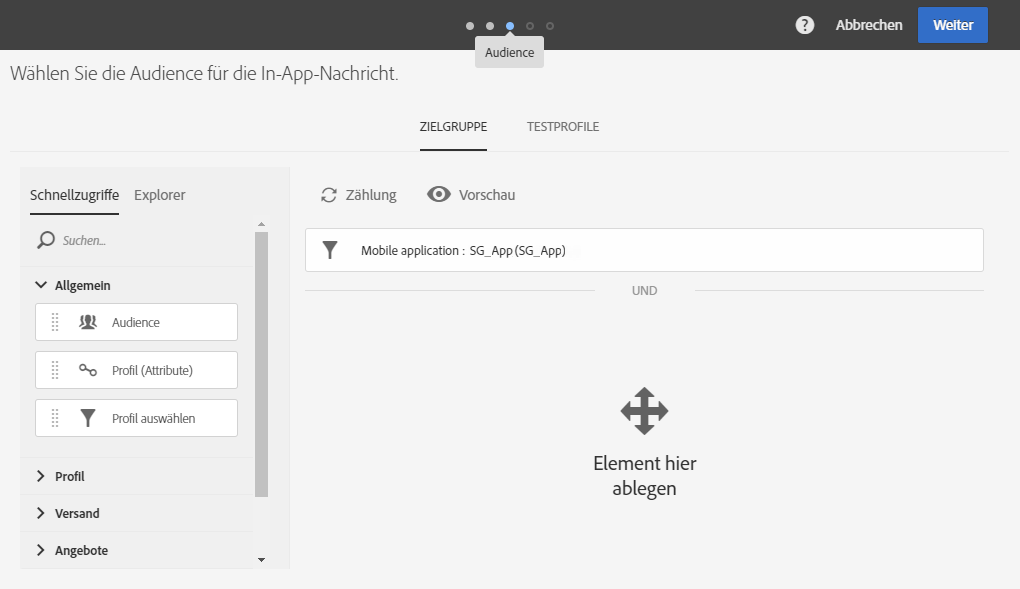 ? Abbrechen Weiter
Audience
Wählen Sie die Audience für die In-App-Nachricht.
ZIELGRUPPE TESTPROFILE
Schnellzugriffe Explorer
Zählung Vorschau
Suchen...
Mobile application : SG_App (SG_App)
Allgemein
UND
Audience
Profil (Attribute)
Profil auswählen
Element hier
ablegen
Profil
Versand
Angebote